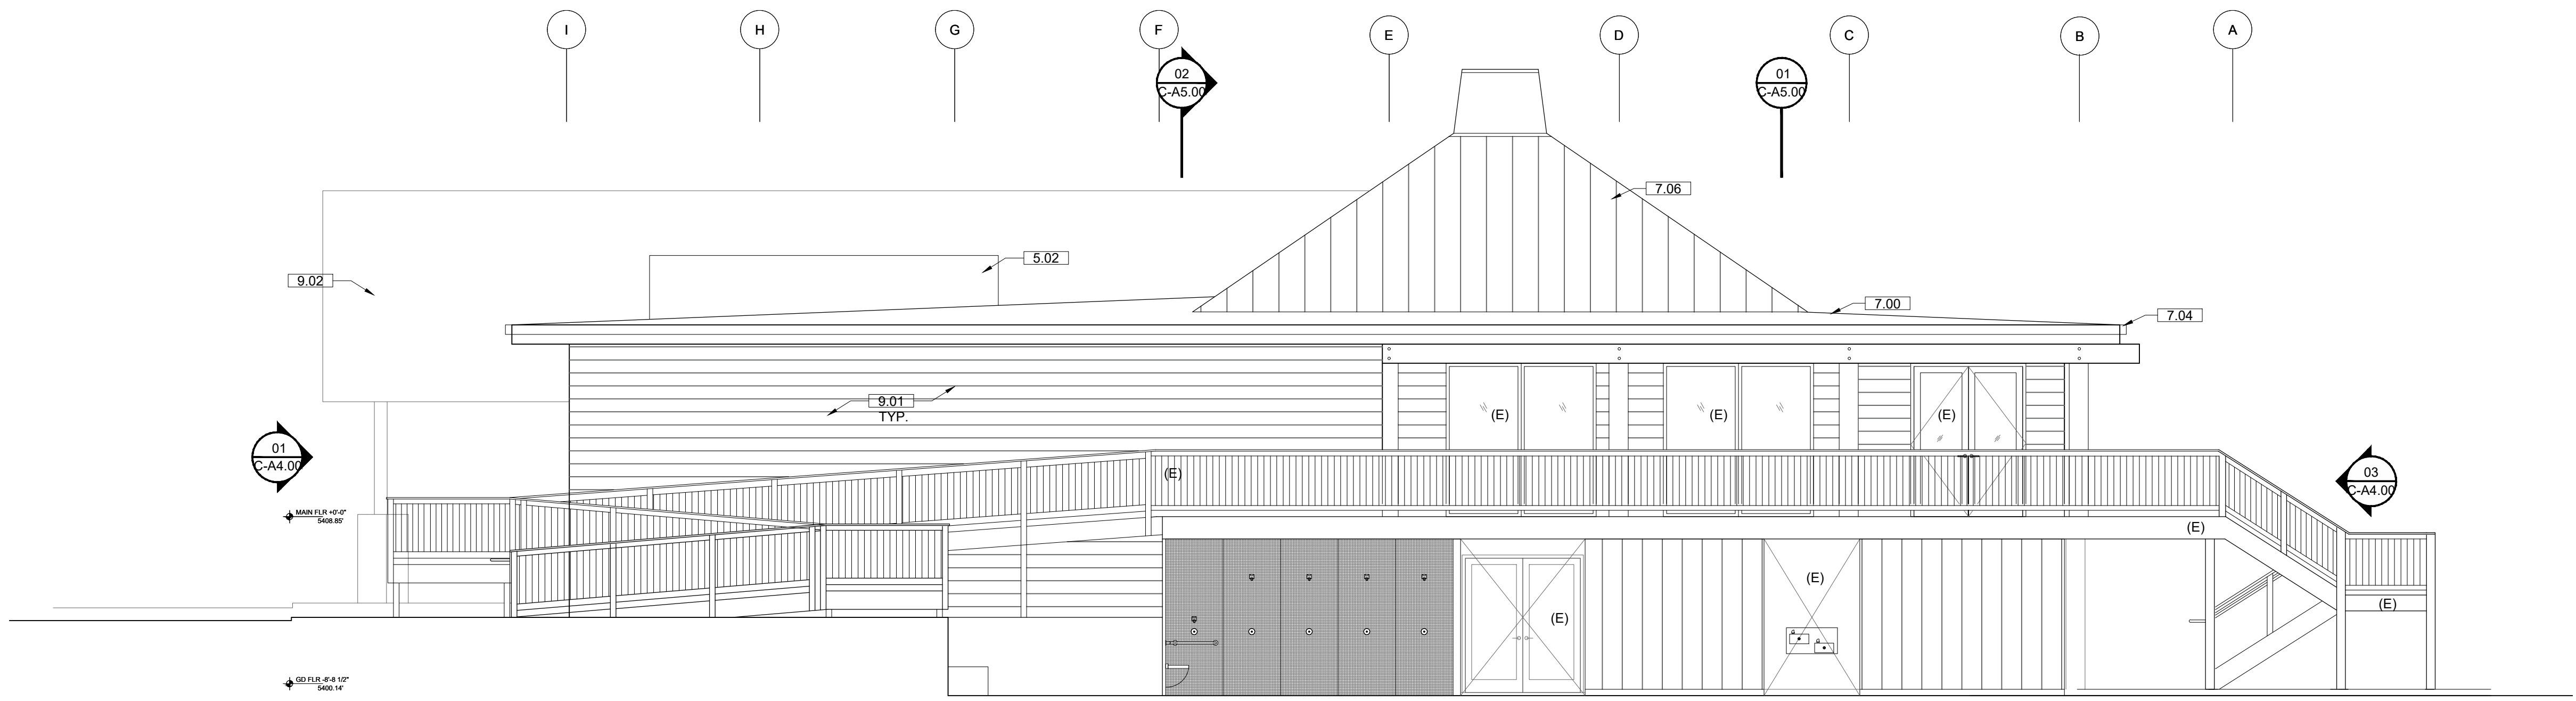 I
H
G
F
E
D
C
B
A
02
C-A5.00
01
C-A5.00
7.06
5.02
9.02
7.00
7.04
9.01
TYP.
(E)
(E)
(E)
01
C-A4.00
03
C-A4.00
(E)
MAIN FLR +0'-0"
5408.85'
(E)
(E)
(E)
(E)
GD FLR -8'-8 1/2"
5400.14'